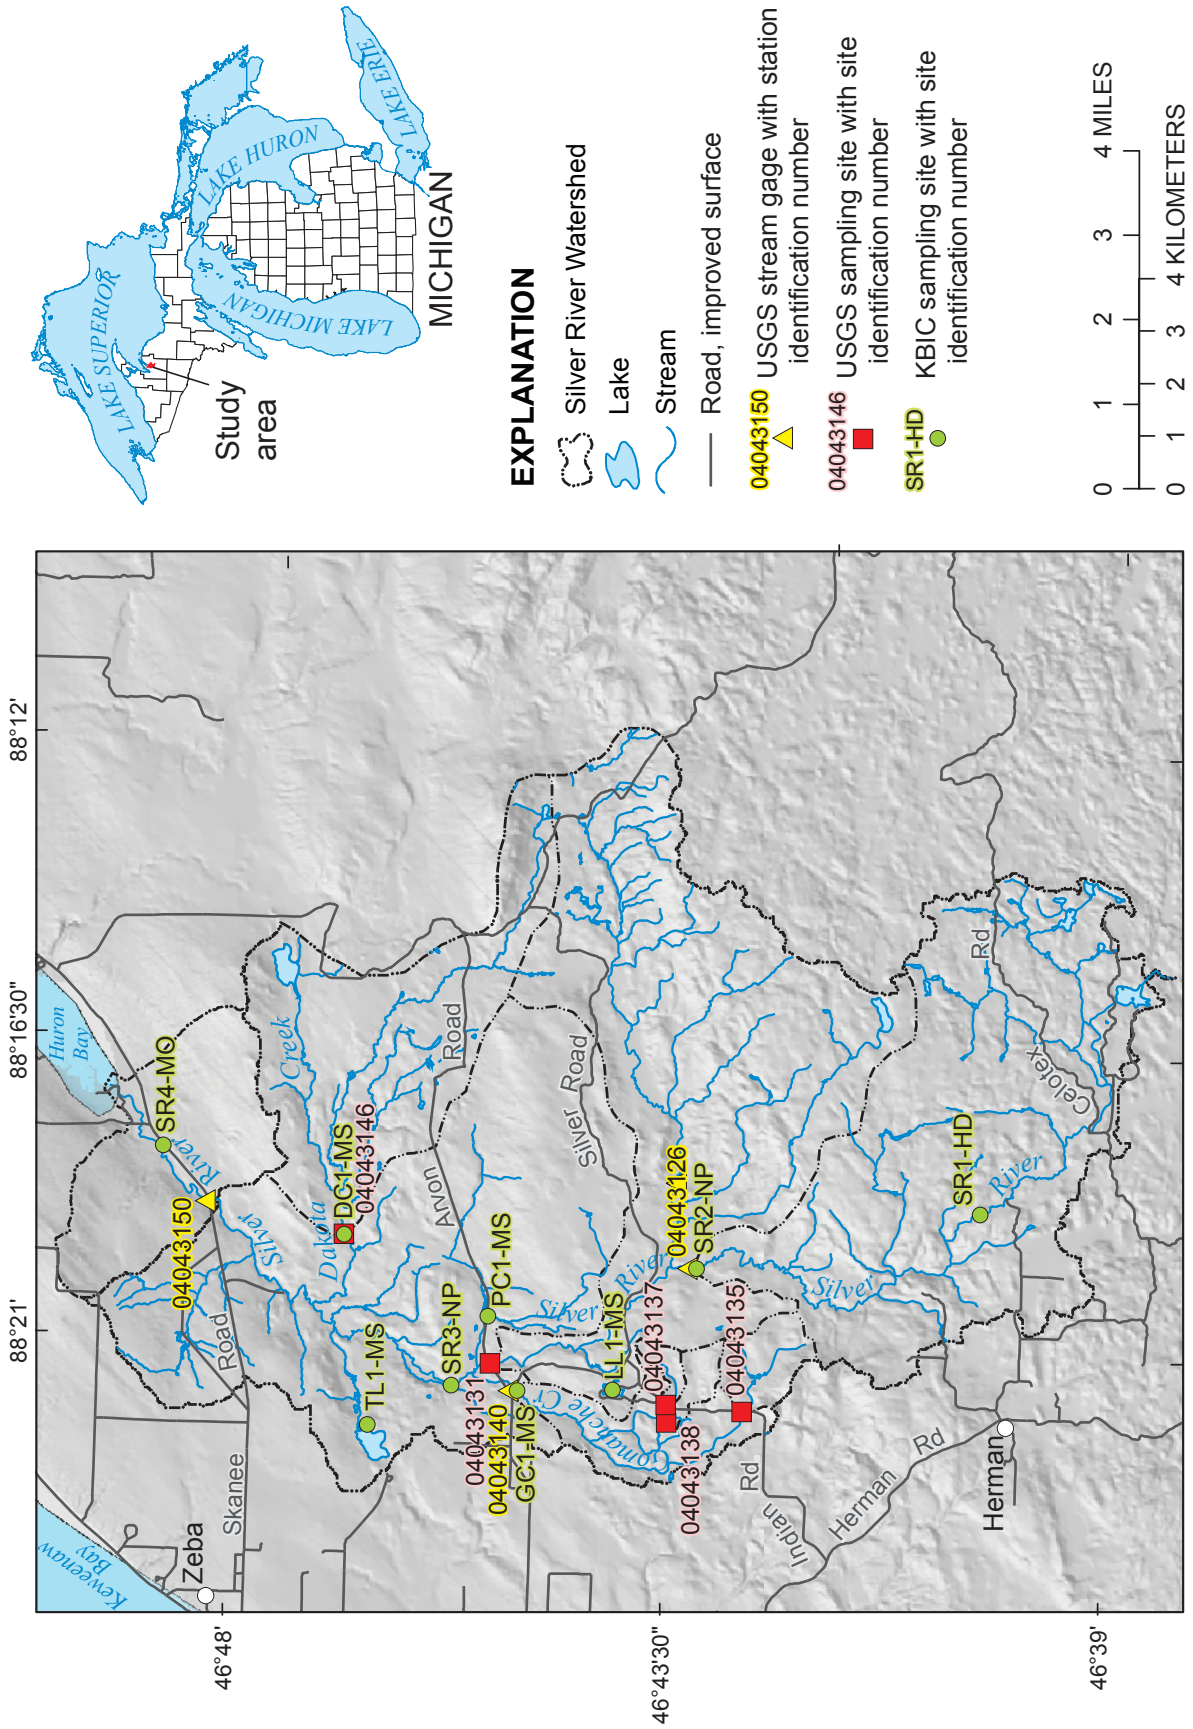 88°21'
88°16'30"
88°12'
46°48'
46°43'30"
46°39'
Keweenaw
Bay
Huron
Bay
Zeba
Skanee
Road
04043150
SR4-MO
Silver
River
Dakota
Creek
DC1-MS
04043146
TL1-MS
SR3-NP
Arvon
Road
PC1-MS
04043131
04043140
GC1-MS
Gomanche Cr
Silver
River
Silver Road
LL1-MS
04043137
04043138
04043135
04043126
SR2-NP
Silver
River
SR1-HD
Celotex
Rd
Indian
Rd
Herman
Rd
Herman
LAKE SUPERIOR
LAKE MICHIGAN
LAKE HURON
LAKE ERIE
Study
area
MICHIGAN
EXPLANATION
Silver River Watershed
Lake
Stream
Road, improved surface
04043150
USGS stream gage with station
identification number
04043146
USGS sampling site with site
identification number
SR1-HD
KBIC sampling site with site
identification number
0 1 2 3 4 MILES
0 1 2 3 4 KILOMETERS